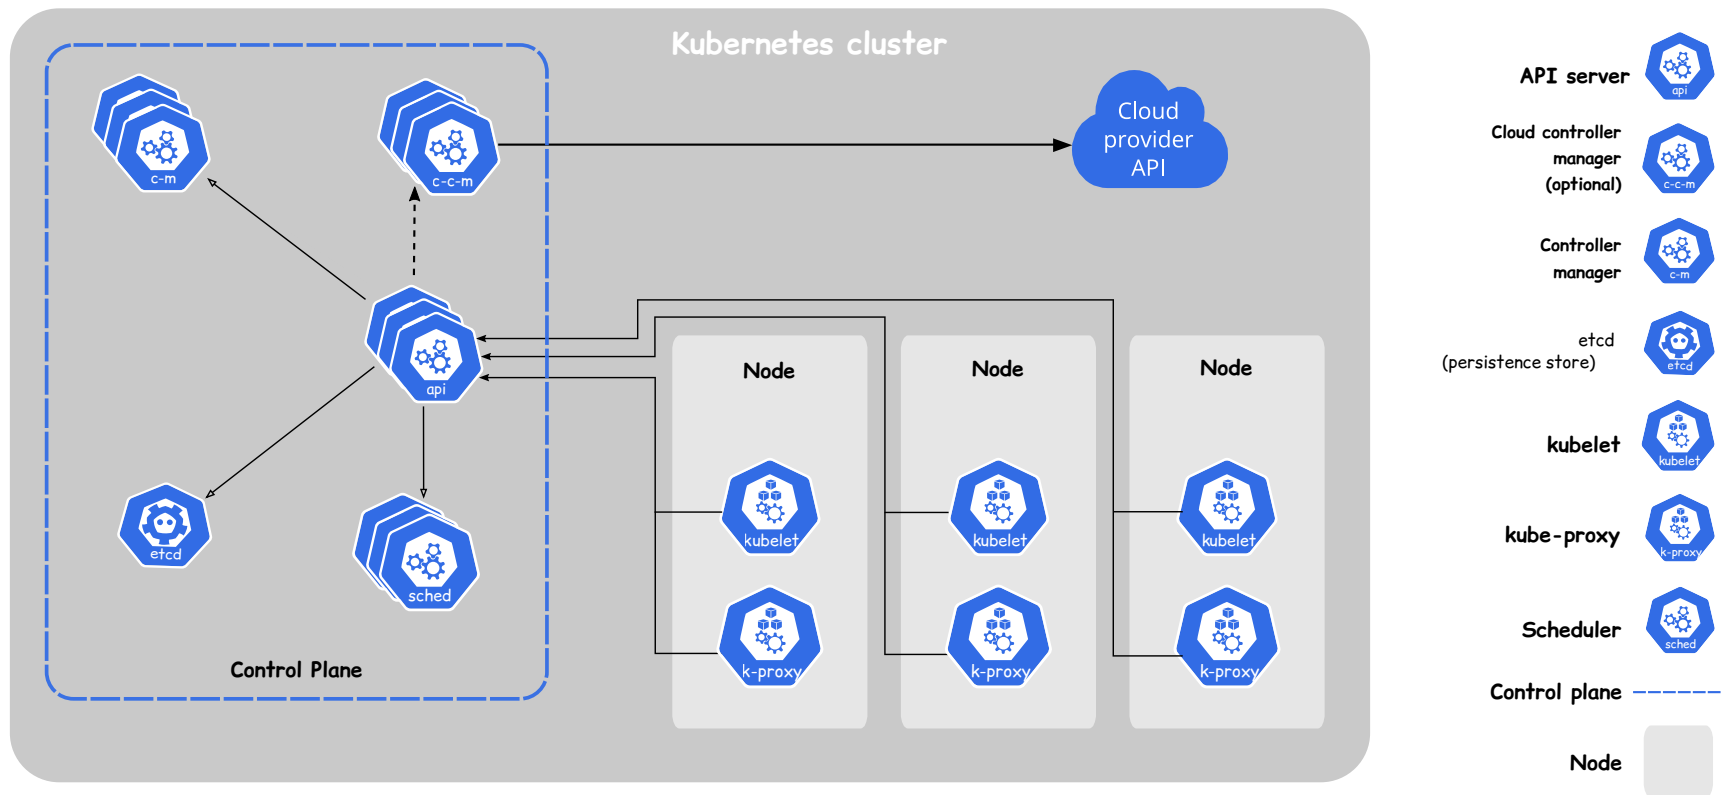 Kubernetes cluster
c-m
c-c-m
Cloud
provider
API
api
etcd
sched
Control Plane
Node
kubelet
k-proxy
Node
kubelet
k-proxy
Node
kubelet
k-proxy
API server
api
Cloud controller
manager
(optional)
c-c-m
Controller
manager
c-m
etcd
(persistence store)
etcd
kubelet
kubelet
kube-proxy
k-proxy
Scheduler
sched
Control plane
Node